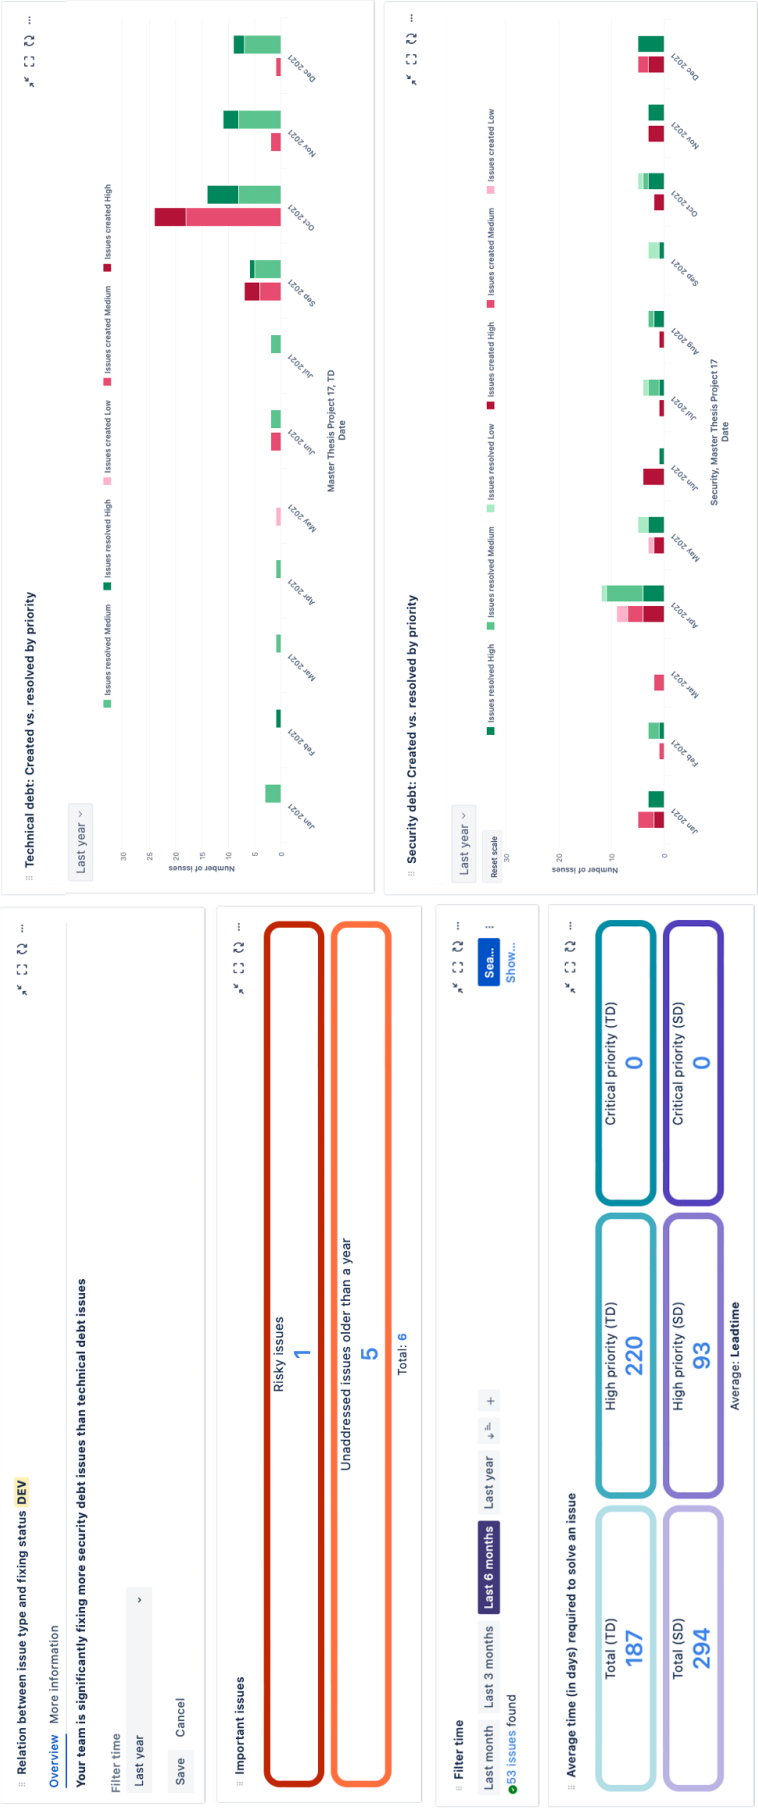 Relation between issue type and fixing status DEV
Overview More information
Your team is significantly fixing more security debt issues than technical debt issues
Filter time
Last year
Save Cancel
Important issues
Risky issues
1
Unaddressed issues older than a year
5
Total: 6
Filter time
Last month Last 3 months Last 6 months Last year + Sea...
53 issues found Show...
Average time (in days) required to solve an issue
Total (TD) High priority (TD) Critical priority (TD)
187 220 0
Total (SD) High priority (SD) Critical priority (SD)
294 93 0
Average: Leadtime
Technical debt: Created vs. resolved by priority
Last year
Issues resolved Medium Issues resolved High Issues created Low Issues created Medium Issues created High
30
25
20
15
10
5
0
Number of issues
Jan 2021 Feb 2021 Mar 2021 Apr 2021 May 2021 Jun 2021 Jul 2021 Sep 2021 Oct 2021 Nov 2021 Dec 2021
Master Thesis Project 17, TD
Date
Security debt: Created vs. resolved by priority
Last year
Reset scale
Issues resolved High Issues resolved Medium Issues resolved Low Issues created High Issues created Medium Issues created Low
30
20
10
0
Number of issues
Jan 2021 Feb 2021 Mar 2021 Apr 2021 May 2021 Jun 2021 Jul 2021 Aug 2021 Sep 2021 Oct 2021 Nov 2021 Dec 2021
Security, Master Thesis Project 17
Date